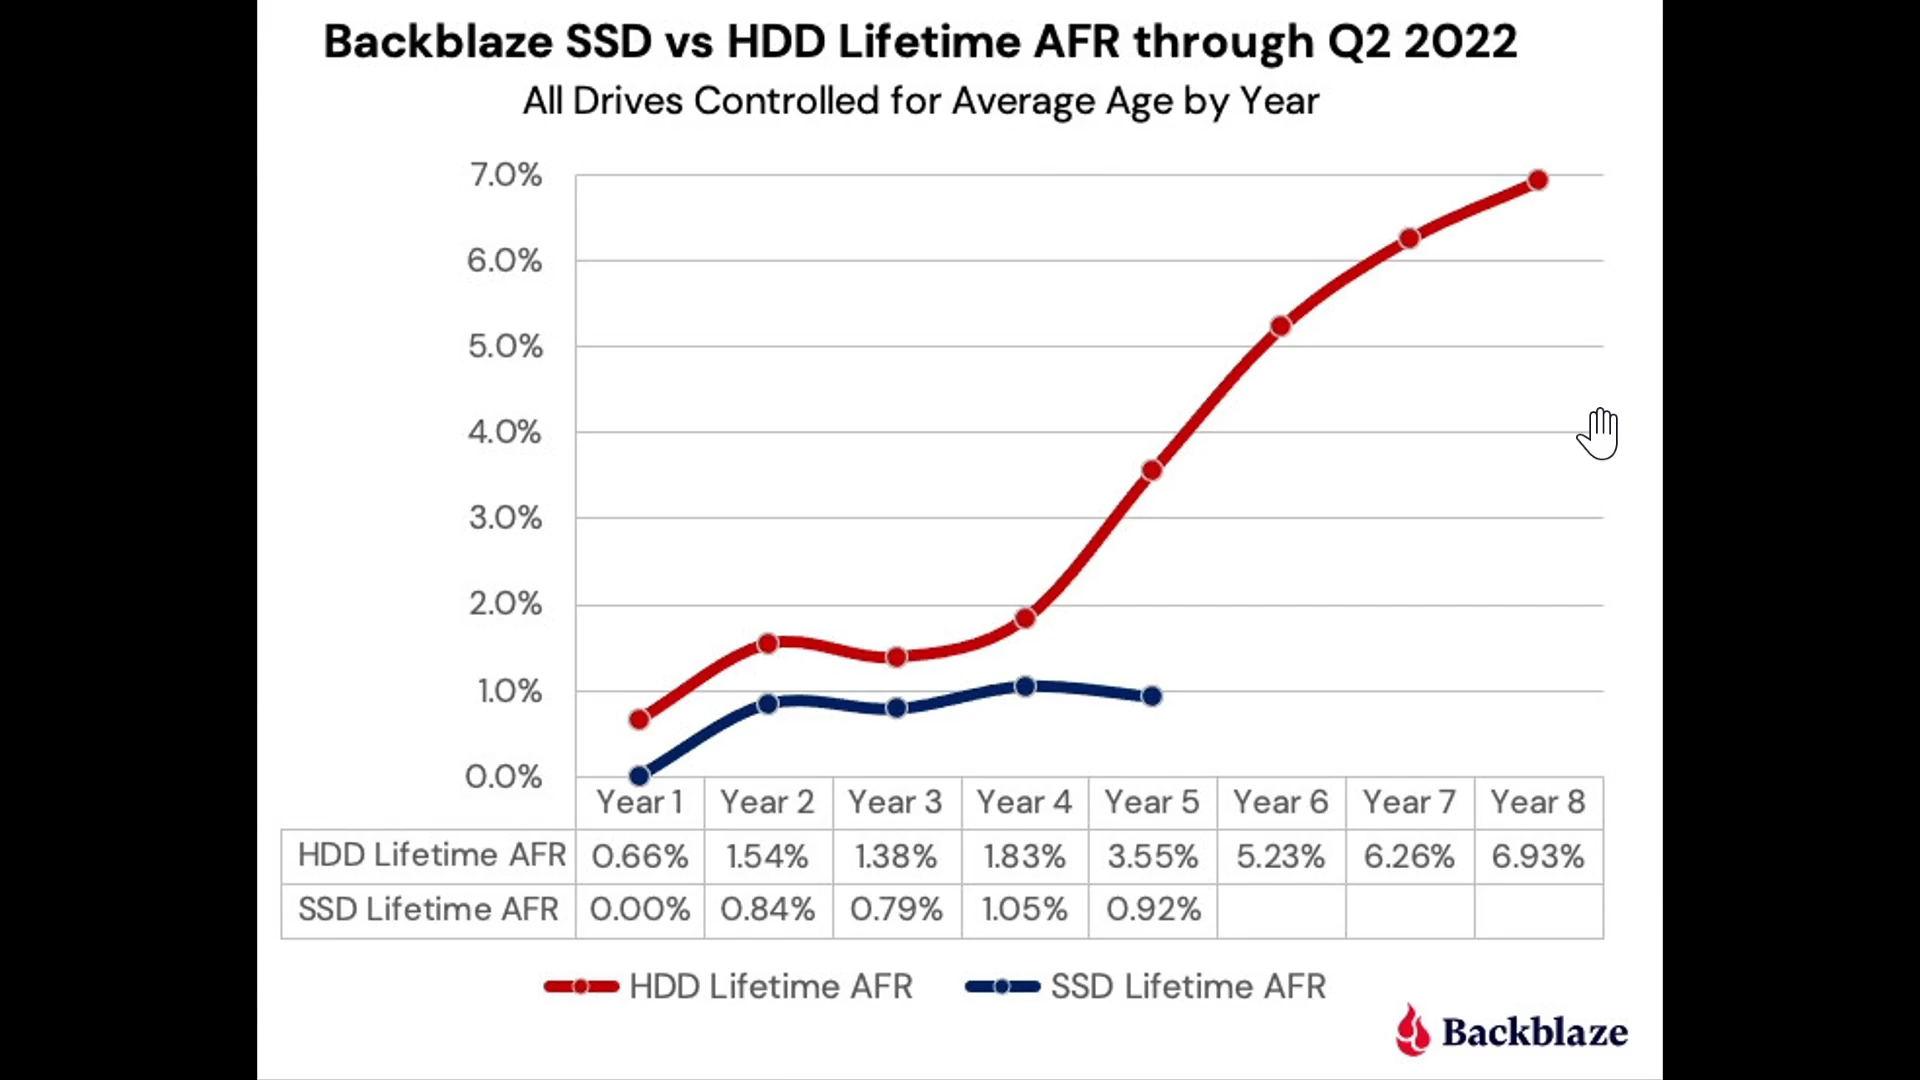 Backblaze SSD vs HDD Lifetime AFR through Q2 2022
All Drives Controlled for Average Age by Year
7.0%
6.0%
5.0%
4.0%
3.0%
2.0%
1.0%
0.0%
Year 1 Year 2 Year 3 Year 4 Year 5 Year 6 Year 7 Year 8
HDD Lifetime AFR 0.66% 1.54% 1.38% 1.83% 3.55% 5.23% 6.26% 6.93%
SSD Lifetime AFR 0.00% 0.84% 0.79% 1.05% 0.92%
HDD Lifetime AFR SSD Lifetime AFR
Backblaze